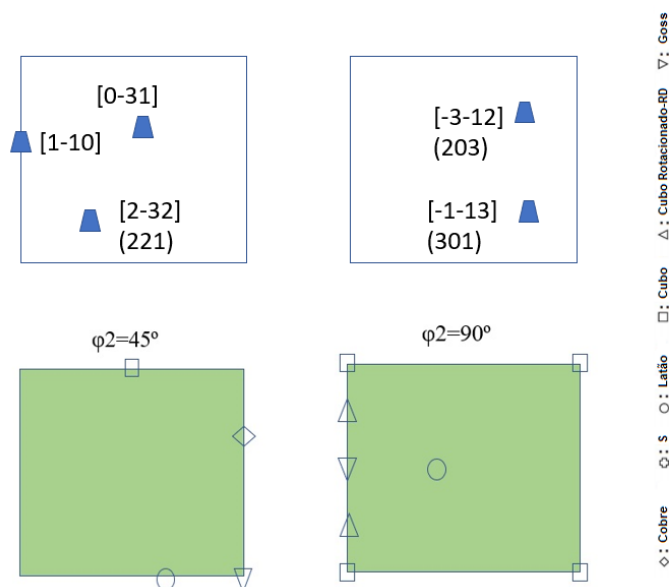 [0-31]
[1-10]
[2-32]
(221)
[-3-12]
(203)
[-1-13]
(301)
φ2=45º
φ2=90º
◇: Cobre
: S
○: Latão
□: Cubo
△: Cubo Rotacionado-RD
▽: Goss